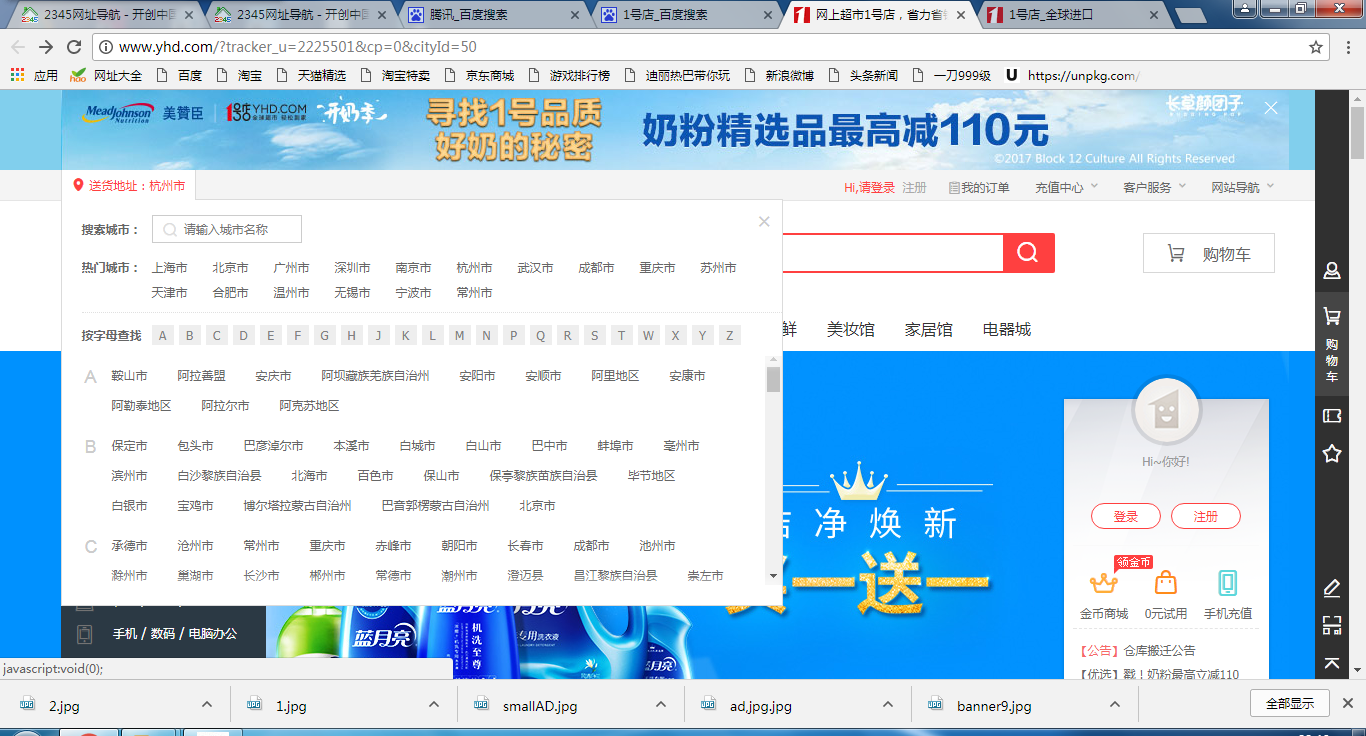 2345网址导航 - 开创中国
2345网址导航 - 开创中国
腾讯_百度搜索
1号店_百度搜索
网上超市1号店，省力省钱
1号店_全球进口
www.yhd.com/?tracker_u=2225501&cp=0&cityId=50
应用 网址大全 百度 淘宝 天猫精选 淘宝特卖 京东商城 游戏排行榜 迪丽热巴带你玩 新浪微博 头条新闻 一刀999级 https://unpkg.com/
MeadJohnson Nutrition 美赞臣 1号店 YHD.COM 开奶季
寻找1号品质
好奶的秘密
奶粉精选品最高减110元
长草颜团子
©2017 Block 12 Culture All Rights Reserved
送货地址：杭州市
Hi,请登录 注册 我的订单 充值中心 客户服务 网站导航
搜索城市： 请输入城市名称
热门城市： 上海市 北京市 广州市 深圳市 南京市 杭州市 武汉市 成都市 重庆市 苏州市
天津市 合肥市 温州市 无锡市 宁波市 常州市
购物车
按字母查找 A B C D E F G H J K L M N P Q R S T W X Y Z
鲜 美妆馆 家居馆 电器城
A 鞍山市 阿拉善盟 安庆市 阿坝藏族羌族自治州 安阳市 安顺市 阿里地区 安康市
阿勒泰地区 阿拉尔市 阿克苏地区
B 保定市 包头市 巴彦淖尔市 本溪市 白城市 白山市 巴中市 蚌埠市 亳州市
滨州市 白沙黎族自治县 北海市 百色市 保山市 保亭黎族苗族自治县 毕节地区
白银市 宝鸡市 博尔塔拉蒙古自治州 巴音郭楞蒙古自治州 北京市
C 承德市 沧州市 常州市 重庆市 赤峰市 朝阳市 长春市 成都市 池州市
滁州市 巢湖市 长沙市 郴州市 常德市 潮州市 澄迈县 昌江黎族自治县 崇左市
洁净焕新
买一送一
购物车
Hi~你好!
登录 注册
领金币
金币商城 0元试用 手机充值
【公告】仓库搬迁公告
【优选】戳！奶粉最高立减110
手机 / 数码 / 电脑办公
蓝月亮
机洗至尊
专用洗衣液
蓝月亮
javascript:void(0);
2.jpg 1.jpg smallAD.jpg ad,jpg.jpg banner9.jpg 全部显示